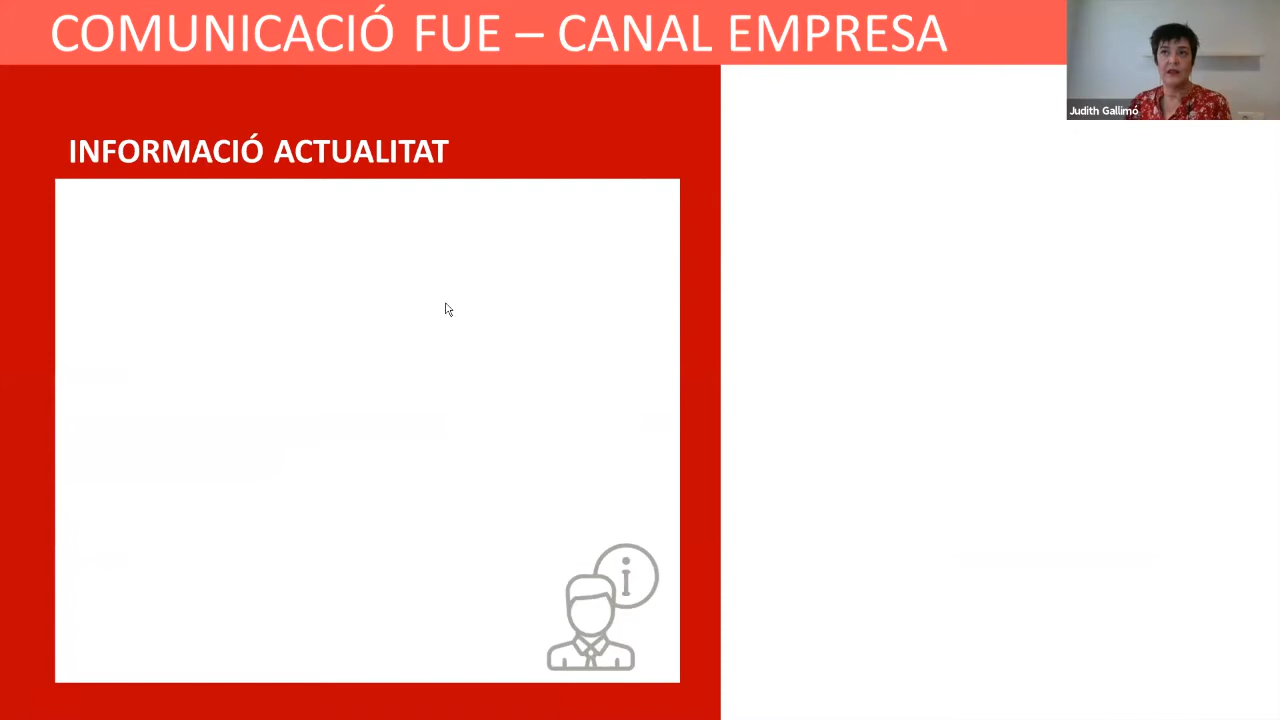 COMUNICACIÓ FUE – CANAL EMPRESA
Judith Gallimó
INFORMACIÓ ACTUALITAT
i